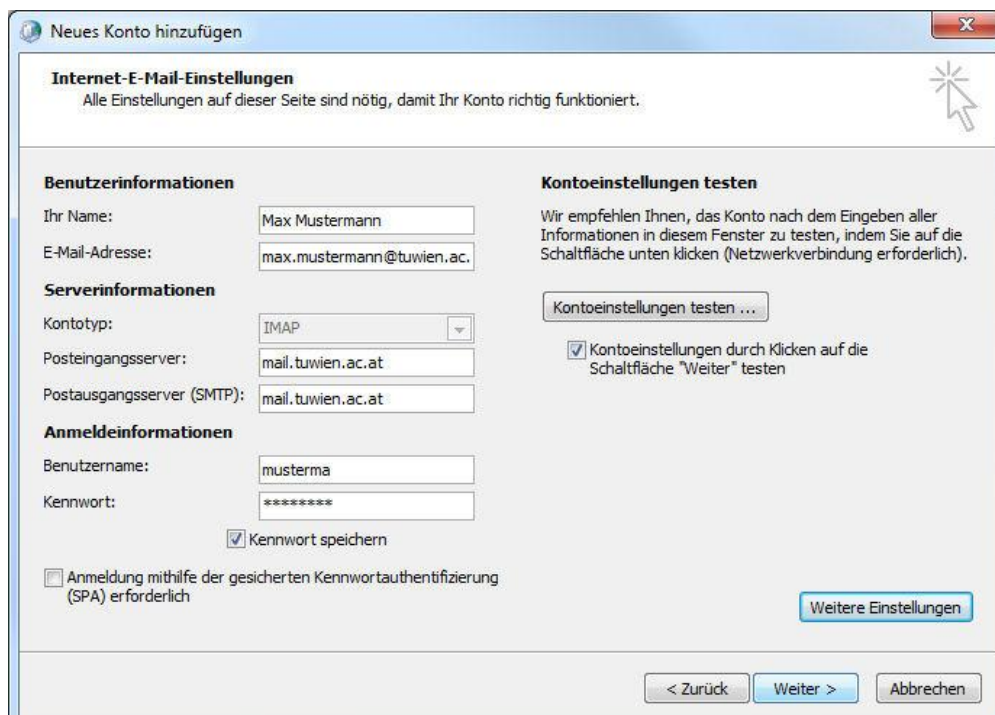 Neues Konto hinzufügen
Internet-E-Mail-Einstellungen
Alle Einstellungen auf dieser Seite sind nötig, damit Ihr Konto richtig funktioniert.
Benutzerinformationen
Ihr Name: Max Mustermann
E-Mail-Adresse: max.mustermann@tuwien.ac.
Serverinformationen
Kontotyp: IMAP
Posteingangsserver: mail.tuwien.ac.at
Postausgangsserver (SMTP): mail.tuwien.ac.at
Anmeldeinformationen
Benutzername: musterma
Kennwort: ********
Kennwort speichern
Anmeldung mithilfe der gesicherten Kennwortauthentifizierung
(SPA) erforderlich
Kontoeinstellungen testen
Wir empfehlen Ihnen, das Konto nach dem Eingeben aller
Informationen in diesem Fenster zu testen, indem Sie auf die
Schaltfläche unten klicken (Netzwerkverbindung erforderlich).
Kontoeinstellungen testen ...
Kontoeinstellungen durch Klicken auf die
Schaltfläche "Weiter" testen
Weitere Einstellungen
< Zurück
Weiter >
Abbrechen